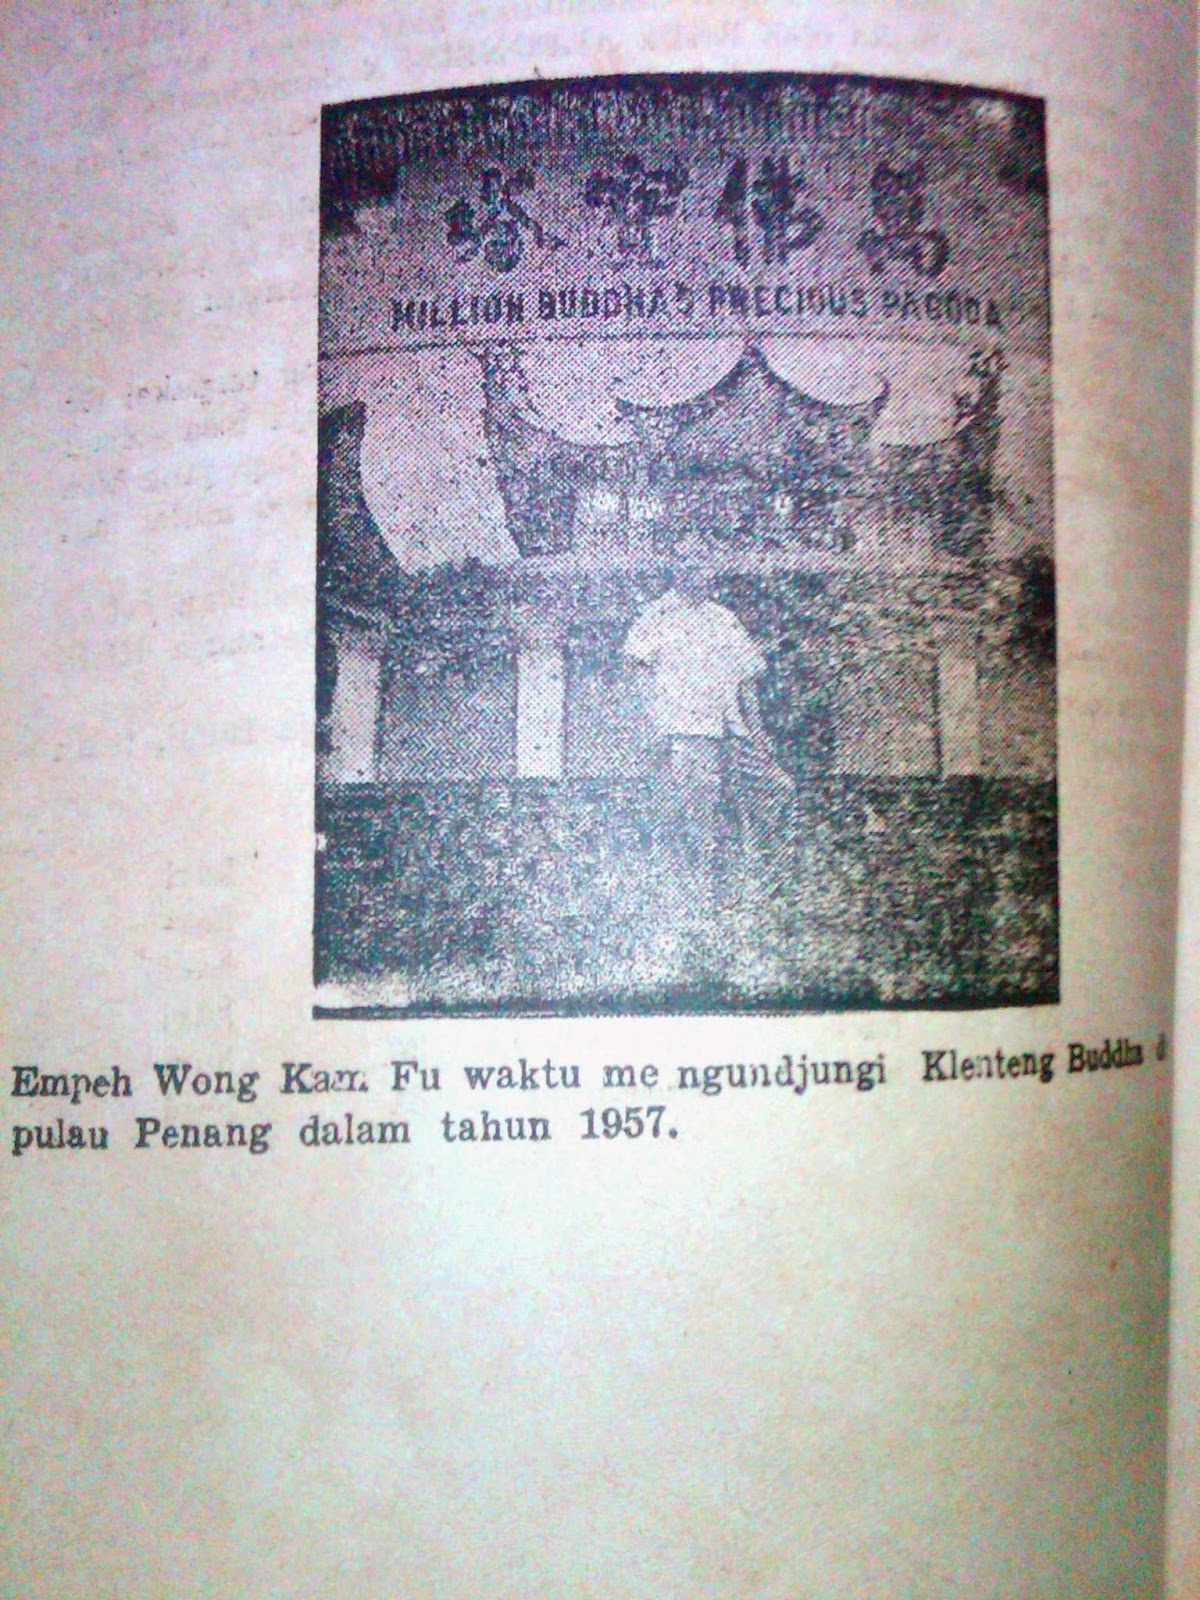 萬佛寶塔
MILLION BUDDHA'S PRECIOUS PAGODA
Empeh Wong Kam Fu waktu me ngundjungi Klenteng Buddha
pulau Penang dalam tahun 1957.